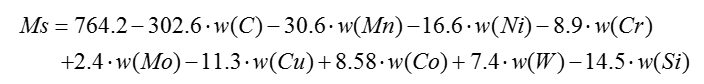 Ms = 764.2−302.6·w(C)−30.6·w(Mn)−16.6·w(Ni)−8.9·w(Cr)
+2.4·w(Mo)−11.3·w(Cu)+8.58·w(Co)+7.4·w(W)−14.5·w(Si)